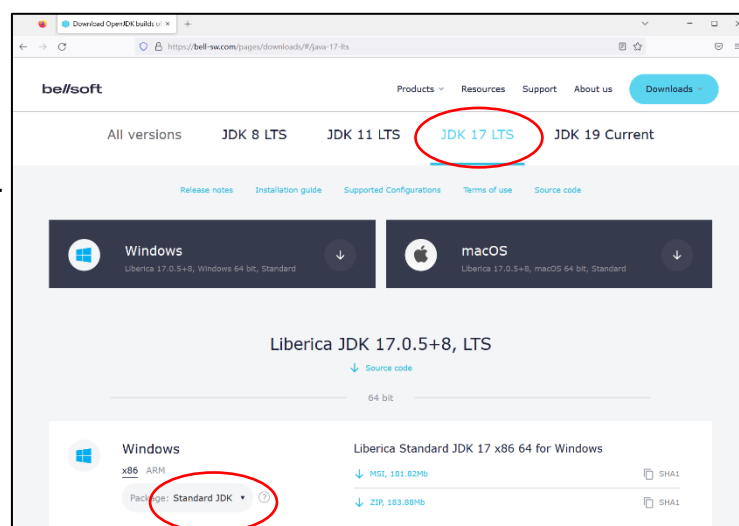 Download OpenJDK builds of
https://bell-sw.com/pages/downloads/#/java-17-lts
bellsoft Products Resources Support About us Downloads
All versions JDK 8 LTS JDK 11 LTS JDK 17 LTS JDK 19 Current
Release notes Installation guide Supported Configurations Terms of use Source code
Windows macOS
Liberica 17.0.5+8, Windows 64 bit, Standard Liberica 17.0.5+8, macOS 64 bit, Standard
Liberica JDK 17.0.5+8, LTS
Source code
64 bit
Windows Liberica Standard JDK 17 x86 64 for Windows
x86 ARM MSI, 181.82Mb SHA1
Package: Standard JDK ? ZIP, 183.88Mb SHA1